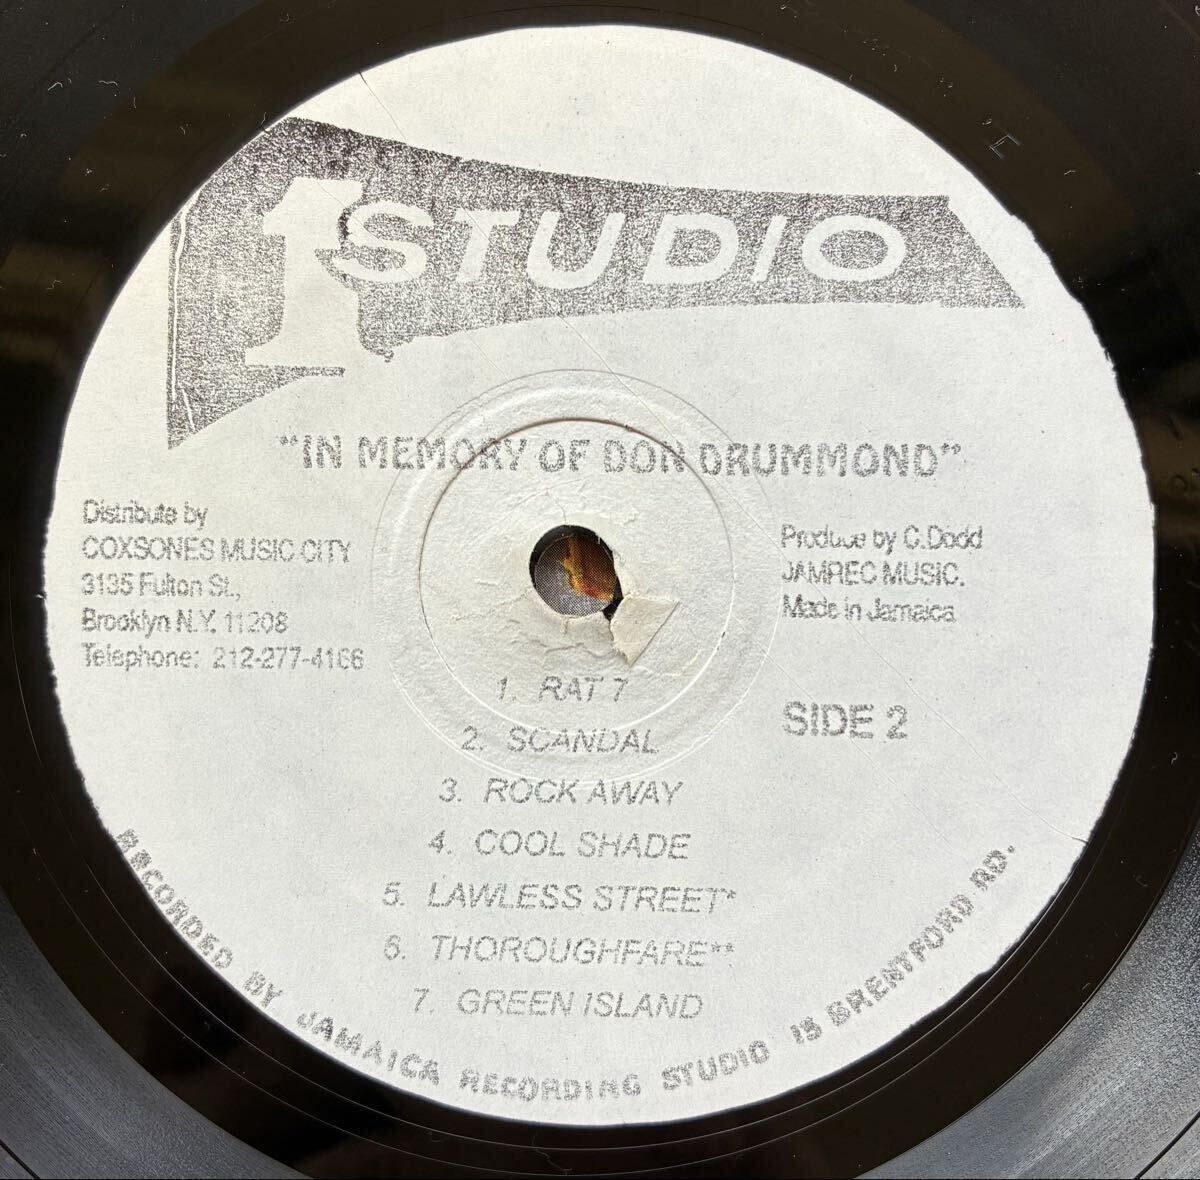 1 STUDIO
"IN MEMORY OF DON DRUMMOND"
Distribute by
COXSONES MUSIC CITY
3135 Fulton St.,
Brooklyn N.Y. 11208
Telephone: 212-277-4166
Produce by C.Dodd
JAMREC MUSIC.
Made in Jamaica
SIDE 2
1. RAT 7
2. SCANDAL
3. ROCK AWAY
4. COOL SHADE
5. LAWLESS STREET*
6. THOROUGHFARE**
7. GREEN ISLAND
RECORDED BY JAMAICA RECORDING STUDIO 13 BRENTFORD RD.